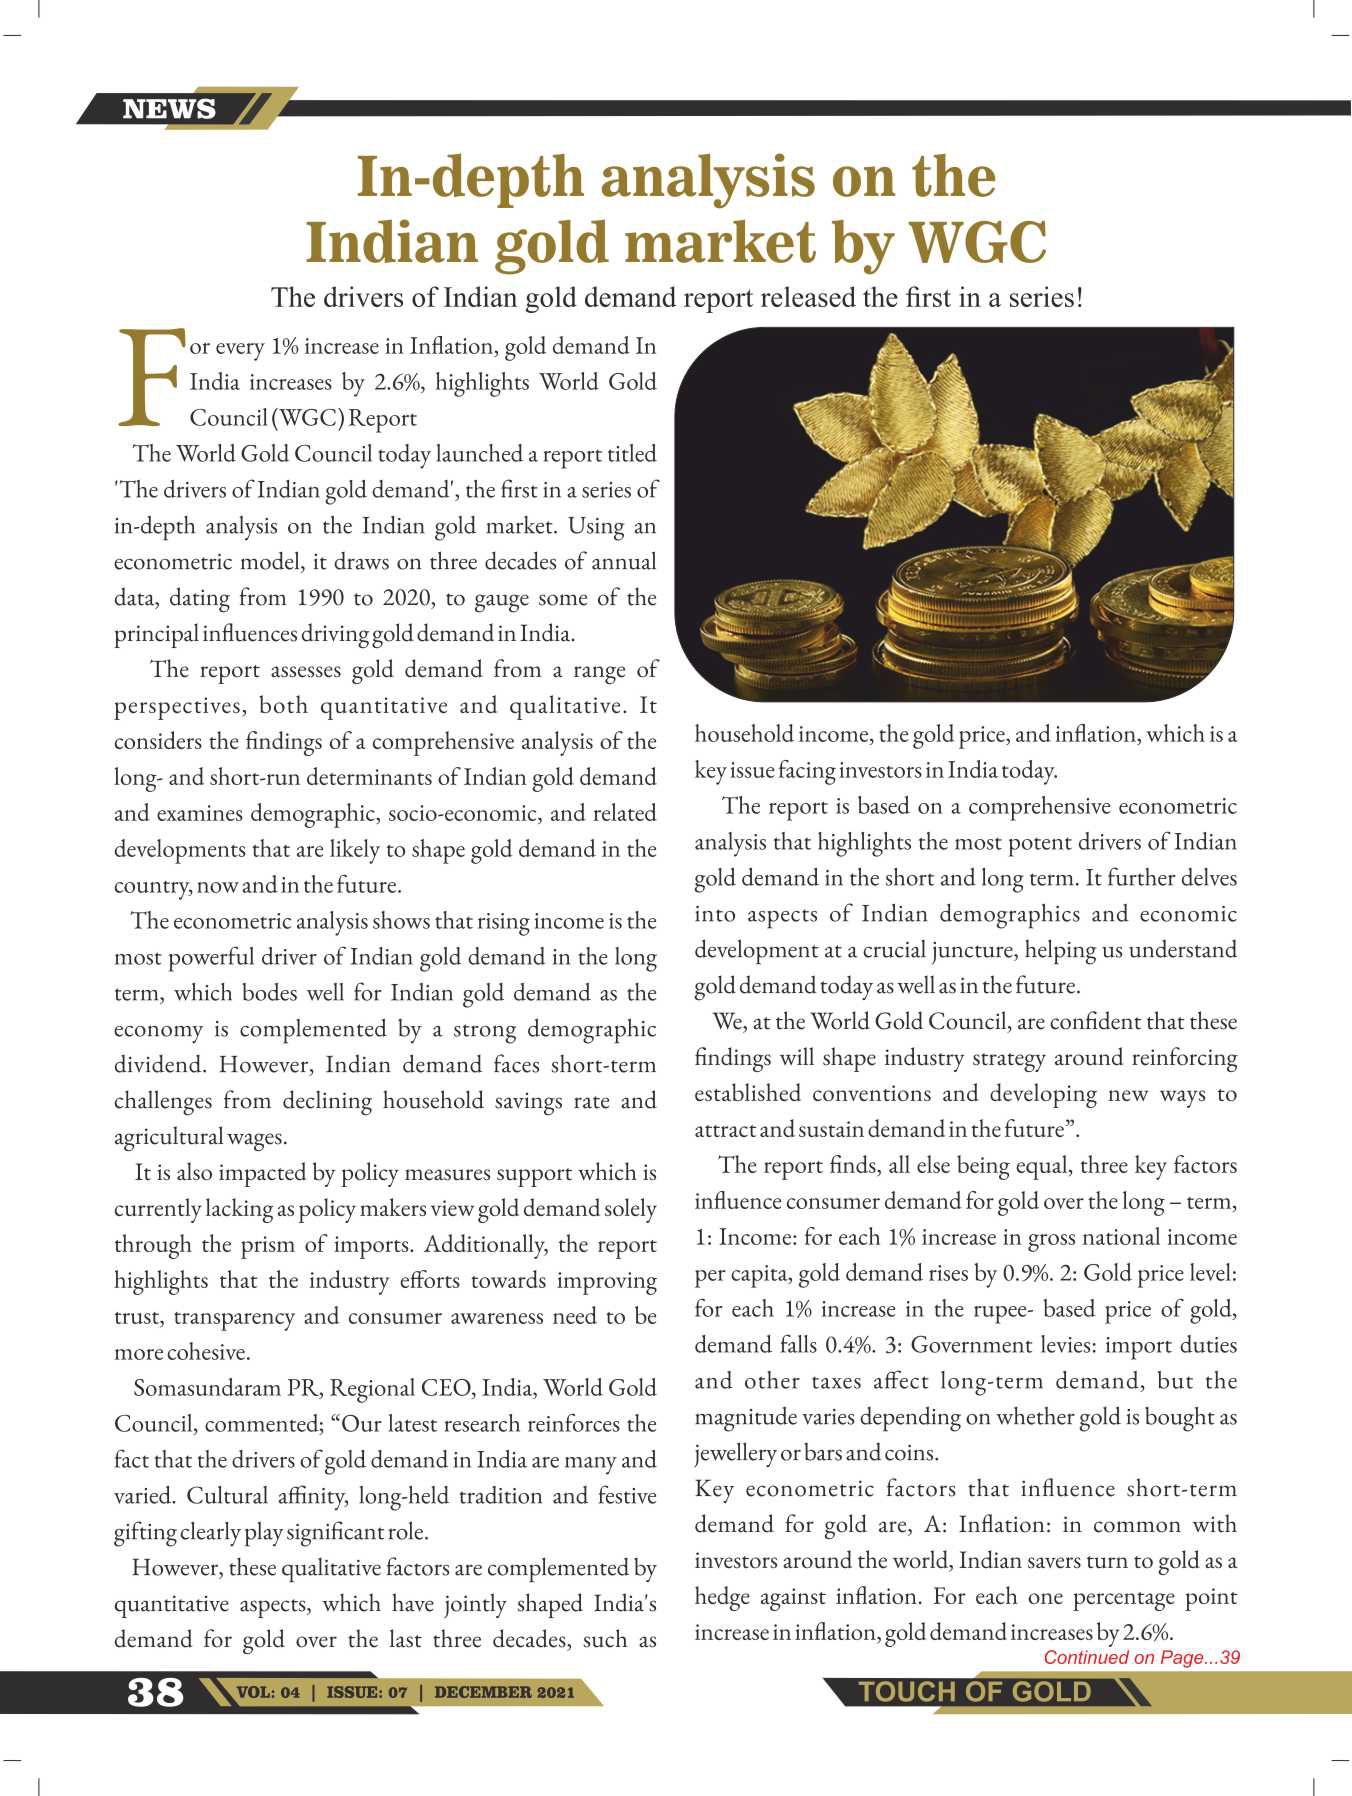 NEWS
In-depth analysis on the
Indian gold market by WGC
The drivers of Indian gold demand report released the first in a series!
For every 1% increase in Inflation, gold demand In
India increases by 2.6%, highlights World Gold
Council (WGC) Report
The World Gold Council today launched a report titled
'The drivers of Indian gold demand', the first in a series of
in-depth analysis on the Indian gold market. Using an
econometric model, it draws on three decades of annual
data, dating from 1990 to 2020, to gauge some of the
principal influences driving gold demand in India.
The report assesses gold demand from a range of
perspectives, both quantitative and qualitative. It
considers the findings of a comprehensive analysis of the
long- and short-run determinants of Indian gold demand
and examines demographic, socio-economic, and related
developments that are likely to shape gold demand in the
country, now and in the future.
The econometric analysis shows that rising income is the
most powerful driver of Indian gold demand in the long
term, which bodes well for Indian gold demand as the
economy is complemented by a strong demographic
dividend. However, Indian demand faces short-term
challenges from declining household savings rate and
agricultural wages.
It is also impacted by policy measures support which is
currently lacking as policy makers view gold demand solely
through the prism of imports. Additionally, the report
highlights that the industry efforts towards improving
trust, transparency and consumer awareness need to be
more cohesive.
Somasundaram PR, Regional CEO, India, World Gold
Council, commented; “Our latest research reinforces the
fact that the drivers of gold demand in India are many and
varied. Cultural affinity, long-held tradition and festive
gifting clearly play significant role.
However, these qualitative factors are complemented by
quantitative aspects, which have jointly shaped India's
demand for gold over the last three decades, such as
household income, the gold price, and inflation, which is a
key issue facing investors in India today.
The report is based on a comprehensive econometric
analysis that highlights the most potent drivers of Indian
gold demand in the short and long term. It further delves
into aspects of Indian demographics and economic
development at a crucial juncture, helping us understand
gold demand today as well as in the future.
We, at the World Gold Council, are confident that these
findings will shape industry strategy around reinforcing
established conventions and developing new ways to
attract and sustain demand in the future”.
The report finds, all else being equal, three key factors
influence consumer demand for gold over the long – term,
1: Income: for each 1% increase in gross national income
per capita, gold demand rises by 0.9%. 2: Gold price level:
for each 1% increase in the rupee- based price of gold,
demand falls 0.4%. 3: Government levies: import duties
and other taxes affect long-term demand, but the
magnitude varies depending on whether gold is bought as
jewellery or bars and coins.
Key econometric factors that influence short-term
demand for gold are, A: Inflation: in common with
investors around the world, Indian savers turn to gold as a
hedge against inflation. For each one percentage point
increase in inflation, gold demand increases by 2.6%.
Continued on Page...39
38 VOL: 04 | ISSUE: 07 | DECEMBER 2021
TOUCH OF GOLD